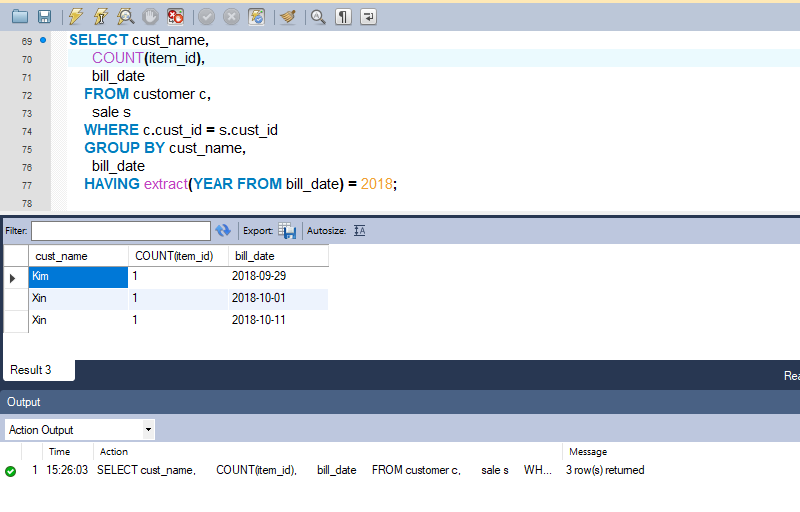 69 SELECT cust_name,
70 COUNT(item_id),
71 bill_date
72 FROM customer c,
73 sale s
74 WHERE c.cust_id = s.cust_id
75 GROUP BY cust_name,
76 bill_date
77 HAVING extract(YEAR FROM bill_date) = 2018;
78
Filter: Export: Autosize:
cust_name COUNT(item_id) bill_date
Kim 1 2018-09-29
Xin 1 2018-10-01
Xin 1 2018-10-11
Result 3
Rea
Output
Action Output
Time Action Message
1 15:26:03 SELECT cust_name, COUNT(item_id), bill_date FROM customer c, sale s WH... 3 row(s) returned